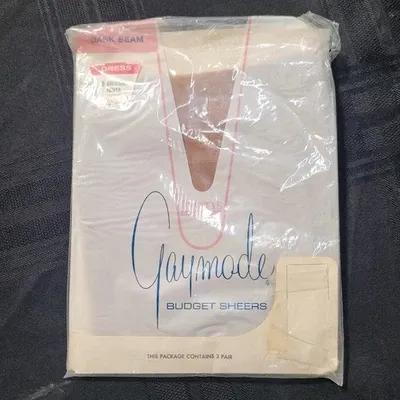 DARK BEAM
DRESS
Gaymode
BUDGET SHEERS
THIS PACKAGE CONTAINS 3 PAIR